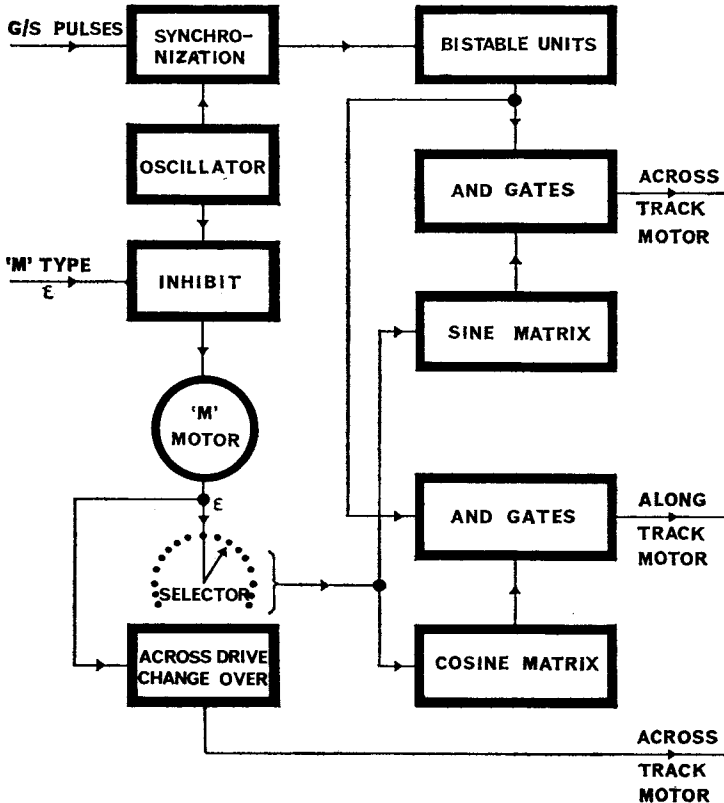 G/S PULSES
SYNCHRO-
NIZATION
BISTABLE UNITS
OSCILLATOR
AND GATES
ACROSS
TRACK
MOTOR
'M' TYPE
ε
INHIBIT
SINE MATRIX
'M'
MOTOR
ε
SELECTOR
AND GATES
ALONG
TRACK
MOTOR
ACROSS DRIVE
CHANGE OVER
COSINE MATRIX
ACROSS
TRACK
MOTOR